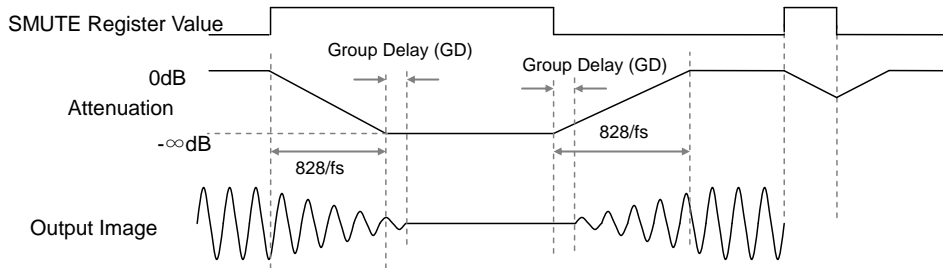 SMUTE Register Value
Group Delay (GD)
Group Delay (GD)
0dB
Attenuation
828/fs
-∞dB
828/fs
Output Image